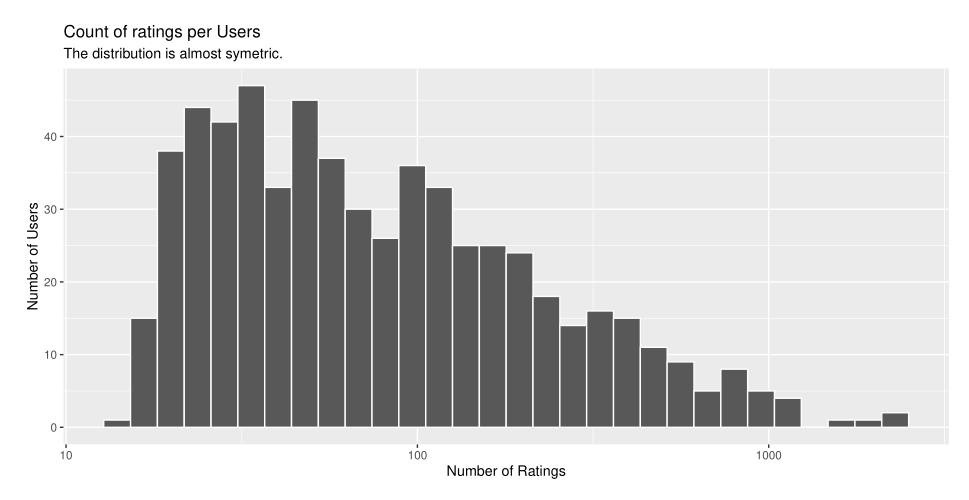 Count of ratings per Users
The distribution is almost symetric.
Number of Users
40
30
20
10
0
10
100
1000
Number of Ratings